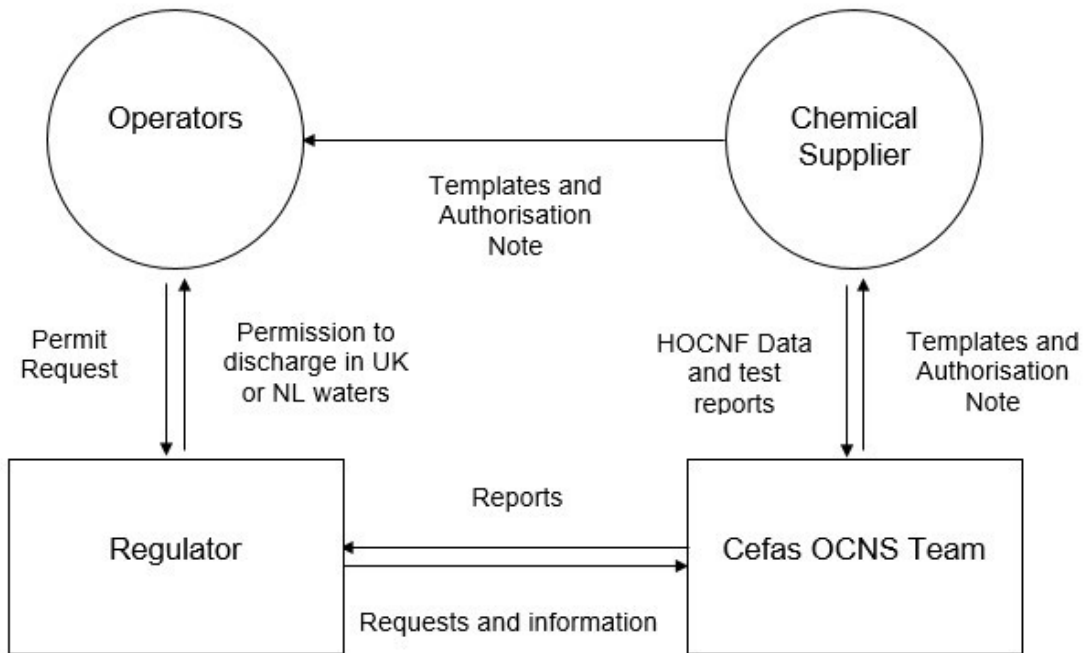 Operators
Chemical
Supplier
Templates and
Authorisation
Note
Permit
Request
Permission to
discharge in UK
or NL waters
HOCNF Data
and test
reports
Templates and
Authorisation
Note
Regulator
Reports
Cefas OCNS Team
Requests and information